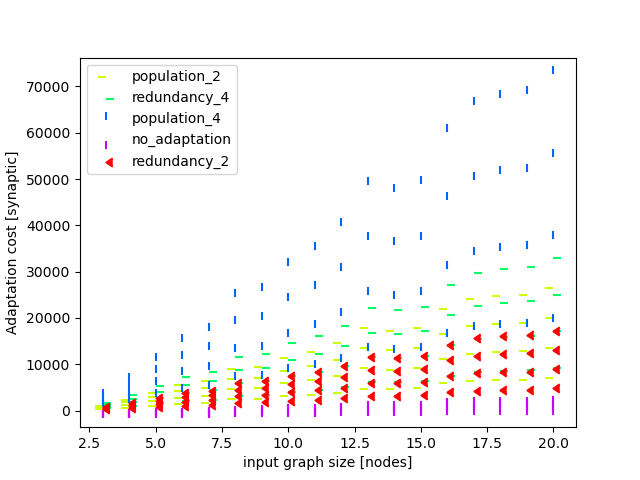 population_2
redundancy_4
population_4
no_adaptation
redundancy_2
Adaptation cost [synaptic]
70000
60000
50000
40000
30000
20000
10000
0
2.5
5.0
7.5
10.0
12.5
15.0
17.5
20.0
input graph size [nodes]